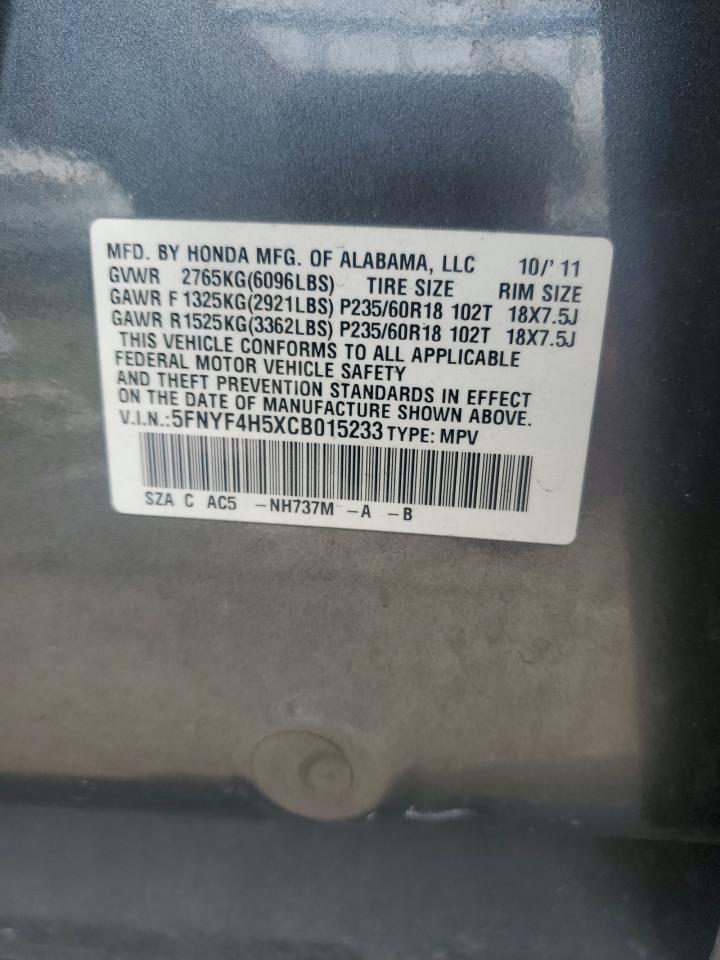 MFD. BY HONDA MFG. OF ALABAMA, LLC 10/'11
GVWR 2765KG(6096LBS) TIRE SIZE RIM SIZE
GAWR F 1325KG(2921LBS) P235/60R18 102T 18X7.5J
GAWR R1525KG(3362LBS) P235/60R18 102T 18X7.5J
THIS VEHICLE CONFORMS TO ALL APPLICABLE
FEDERAL MOTOR VEHICLE SAFETY
AND THEFT PREVENTION STANDARDS IN EFFECT
ON THE DATE OF MANUFACTURE SHOWN ABOVE.
V.I.N.:5FNYF4H5XCB015233 TYPE: MPV
SZA C AC5 -NH737M -A -B